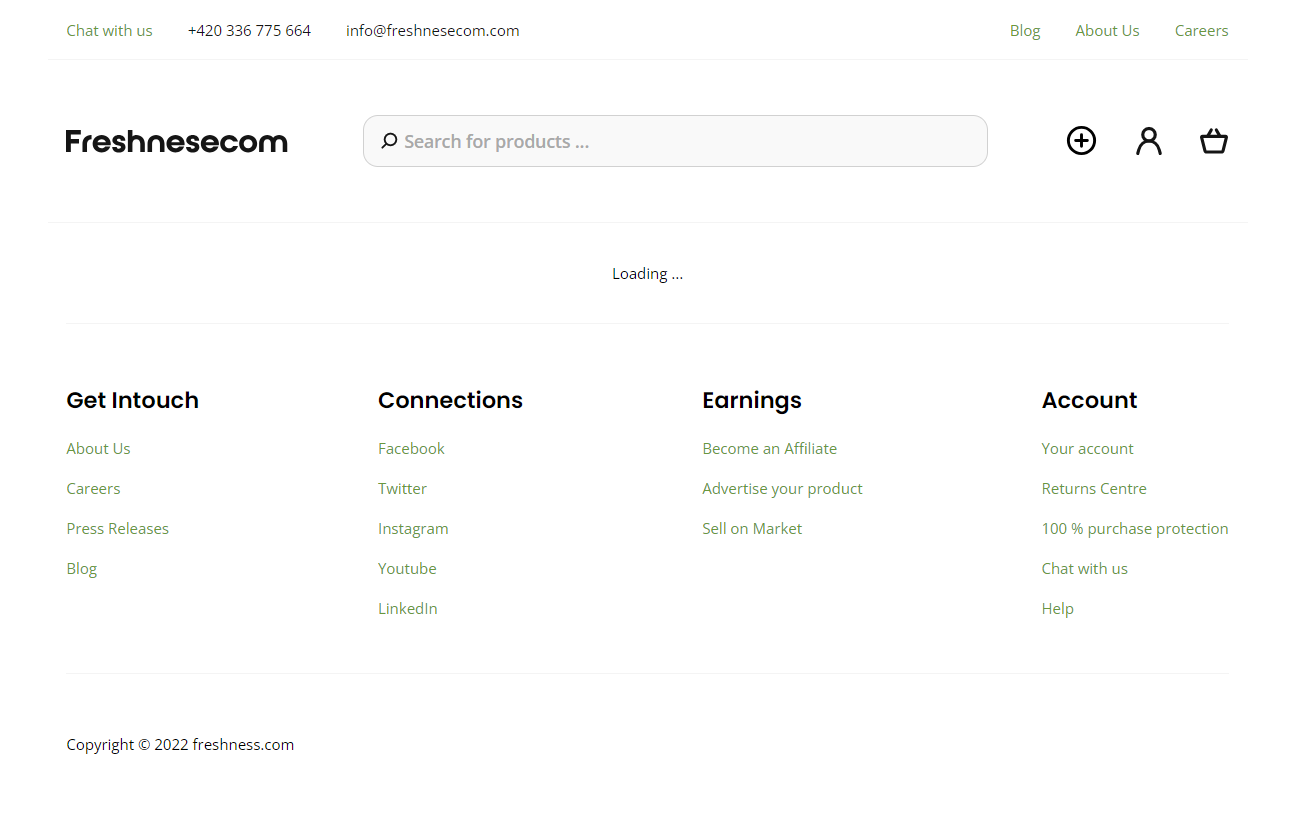 Chat with us +420 336 775 664 info@freshnesecom.com Blog About Us Careers
Freshnesecom Search for products ...
Loading ...
Get Intouch Connections Earnings Account
About Us Facebook Become an Affiliate Your account
Careers Twitter Advertise your product Returns Centre
Press Releases Instagram Sell on Market 100 % purchase protection
Blog Youtube Chat with us
LinkedIn Help
Copyright © 2022 freshness.com